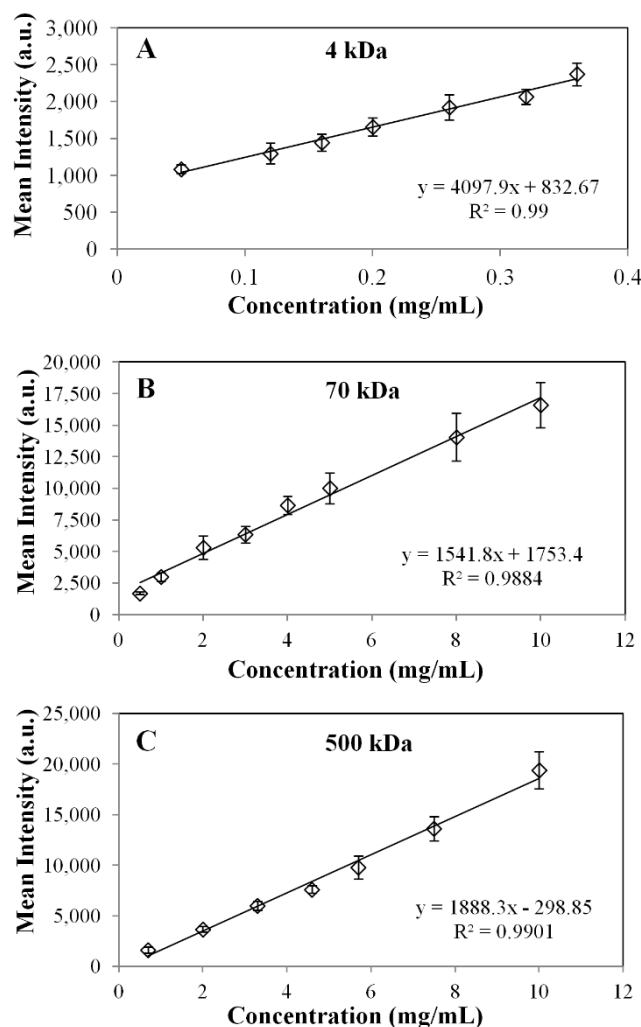 A
4 kDa
3,000
2,500
2,000
1,500
1,000
500
0
Mean Intensity (a.u.)
y = 4097.9x + 832.67
R² = 0.99
0 0.1 0.2 0.3 0.4
Concentration (mg/mL)
B
70 kDa
20,000
17,500
15,000
12,500
10,000
7,500
5,000
2,500
0
Mean Intensity (a.u.)
y = 1541.8x + 1753.4
R² = 0.9884
0 2 4 6 8 10 12
Concentration (mg/mL)
C
500 kDa
25,000
20,000
15,000
10,000
5,000
0
Mean Intensity (a.u.)
y = 1888.3x - 298.85
R² = 0.9901
0 2 4 6 8 10 12
Concentration (mg/mL)